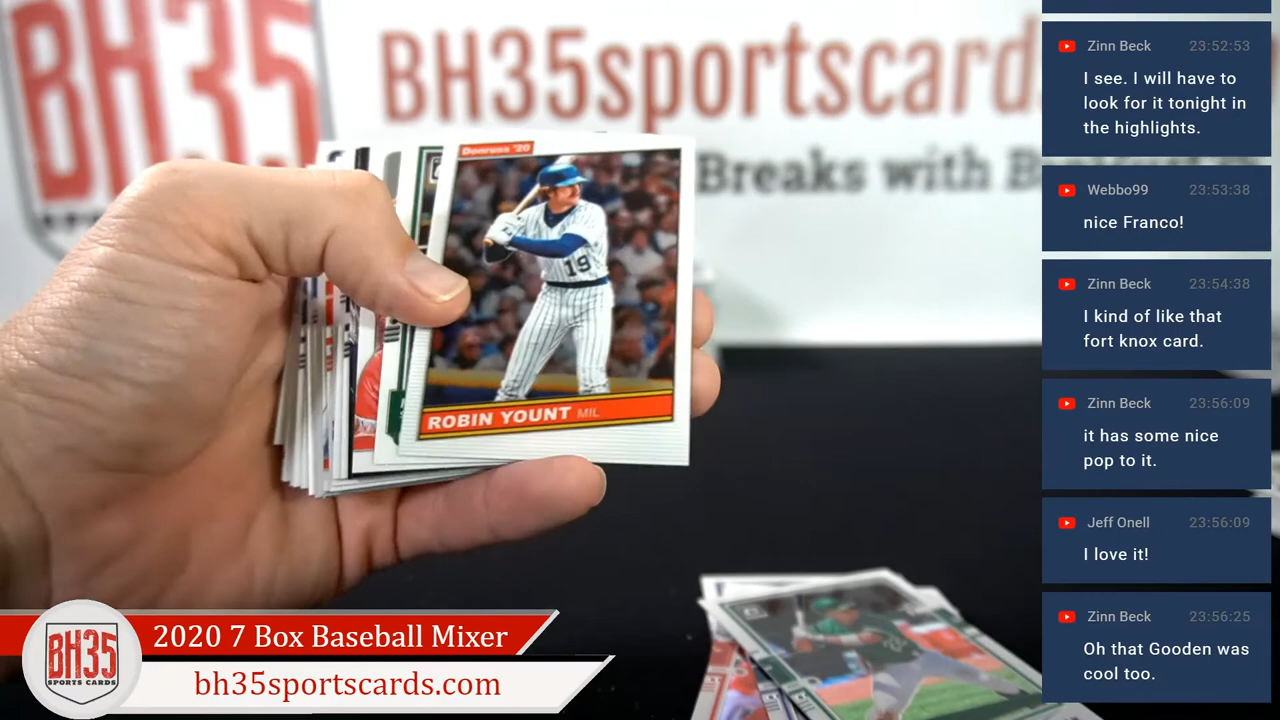 BH35
SPORTS
BH35sportscards
Breaks with B
Donruss '20
19
ROBIN YOUNT MIL
Zinn Beck 23:52:53
I see. I will have to
look for it tonight in
the highlights.
Webbo99 23:53:38
nice Franco!
Zinn Beck 23:54:38
I kind of like that
fort knox card.
Zinn Beck 23:56:09
it has some nice
pop to it.
Jeff Onell 23:56:09
I love it!
Zinn Beck 23:56:25
Oh that Gooden was
cool too.
BH35
SPORTS CARDS
2020 7 Box Baseball Mixer
bh35sportscards.com